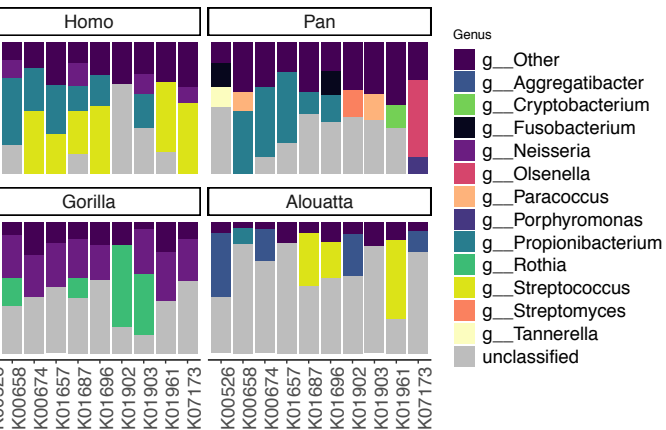 Homo
Pan
Genus
g__Other
g__Aggregatibacter
g__Cryptobacterium
g__Fusobacterium
g__Neisseria
g__Olsenella
g__Paracoccus
g__Porphyromonas
g__Propionibacterium
g__Rothia
g__Streptococcus
g__Streptomyces
g__Tannerella
unclassified
Gorilla
Alouatta
K00658
K00674
K01657
K01687
K01696
K01902
K01903
K01961
K07173
K00526
K00658
K00674
K01657
K01687
K01696
K01902
K01903
K01961
K07173